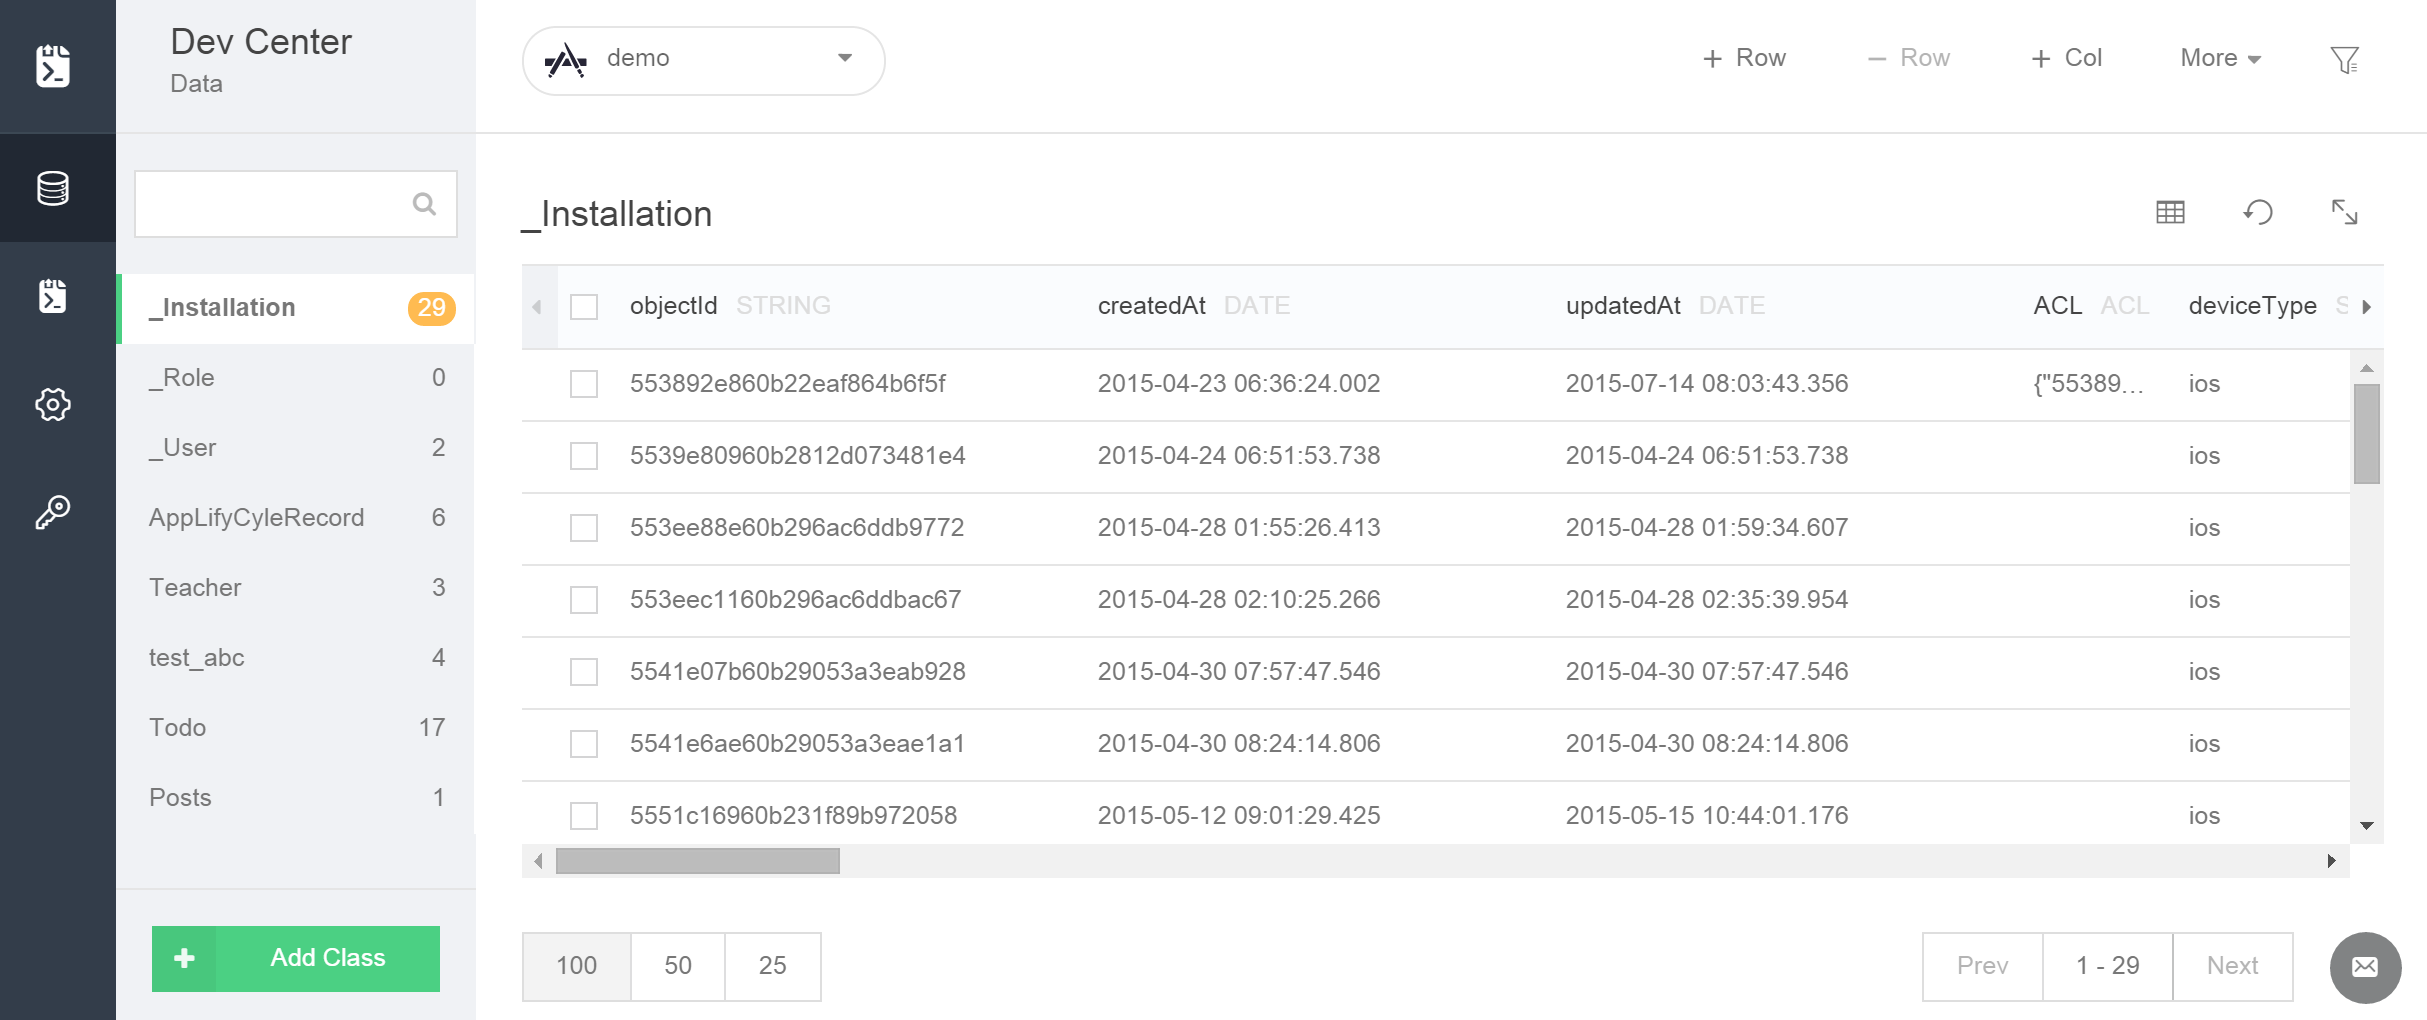 Dev Center
Data
demo
+ Row
− Row
+ Col
More
_Installation 29
_Role 0
_User 2
AppLifyCyleRecord 6
Teacher 3
test_abc 4
Todo 17
Posts 1
+ Add Class
_Installation
objectId STRING createdAt DATE updatedAt DATE ACL ACL deviceType S
553892e860b22eaf864b6f5f 2015-04-23 06:36:24.002 2015-07-14 08:03:43.356 {"55389... ios
5539e80960b2812d073481e4 2015-04-24 06:51:53.738 2015-04-24 06:51:53.738 ios
553ee88e60b296ac6ddb9772 2015-04-28 01:55:26.413 2015-04-28 01:59:34.607 ios
553eec1160b296ac6ddbac67 2015-04-28 02:10:25.266 2015-04-28 02:35:39.954 ios
5541e07b60b29053a3eab928 2015-04-30 07:57:47.546 2015-04-30 07:57:47.546 ios
5541e6ae60b29053a3eae1a1 2015-04-30 08:24:14.806 2015-04-30 08:24:14.806 ios
5551c16960b231f89b972058 2015-05-12 09:01:29.425 2015-05-15 10:44:01.176 ios
100 50 25
Prev 1 - 29 Next